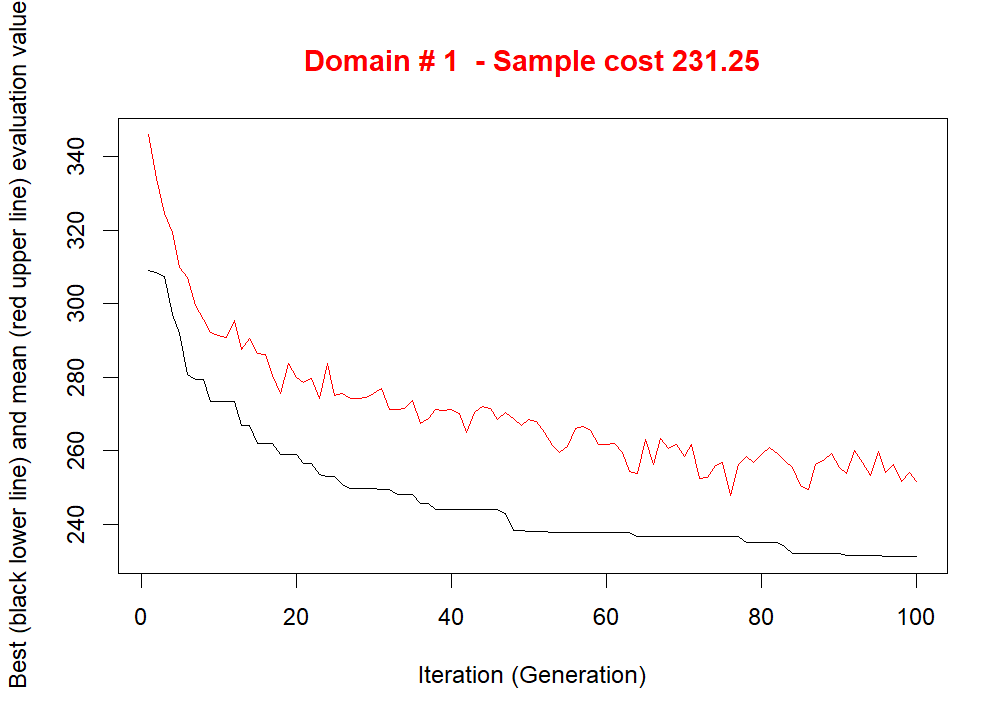 Domain # 1  - Sample cost 231.25
Best (black lower line) and mean (red upper line) evaluation value
340
320
300
280
260
240
0 20 40 60 80 100
Iteration (Generation)